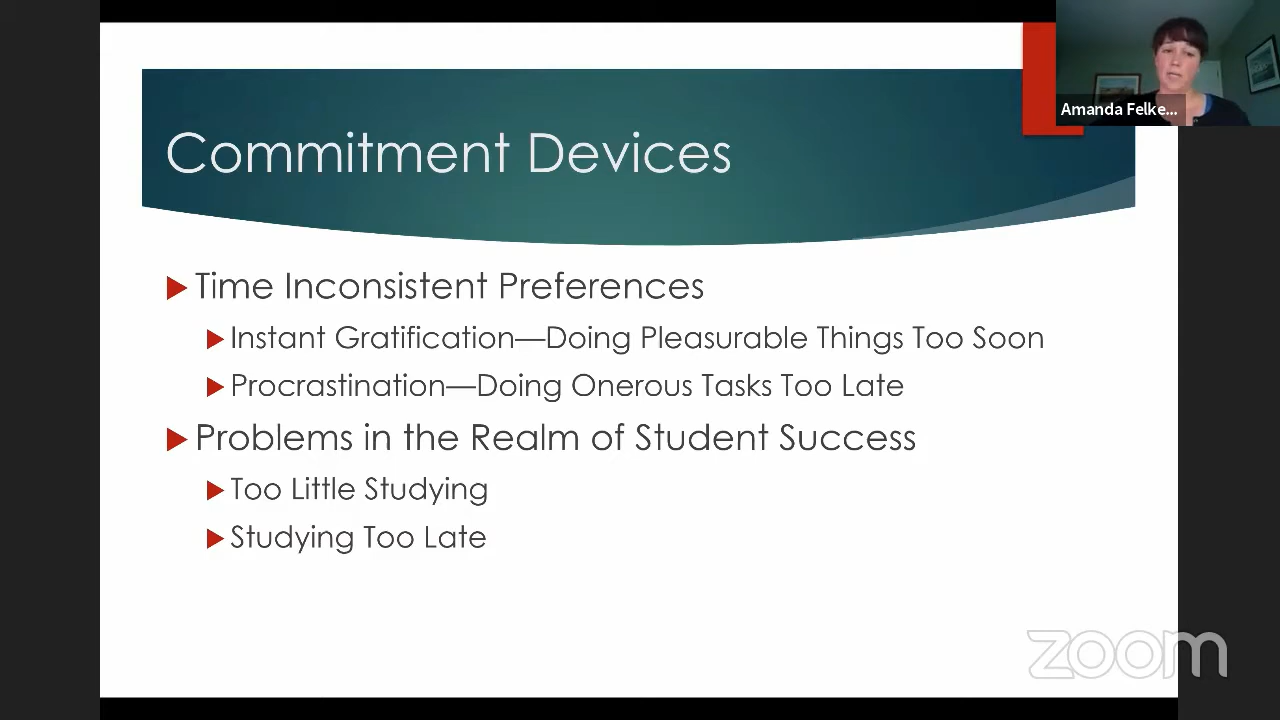 Commitment Devices
Amanda Felke...
Time Inconsistent Preferences
Instant Gratification—Doing Pleasurable Things Too Soon
Procrastination—Doing Onerous Tasks Too Late
Problems in the Realm of Student Success
Too Little Studying
Studying Too Late
zoom